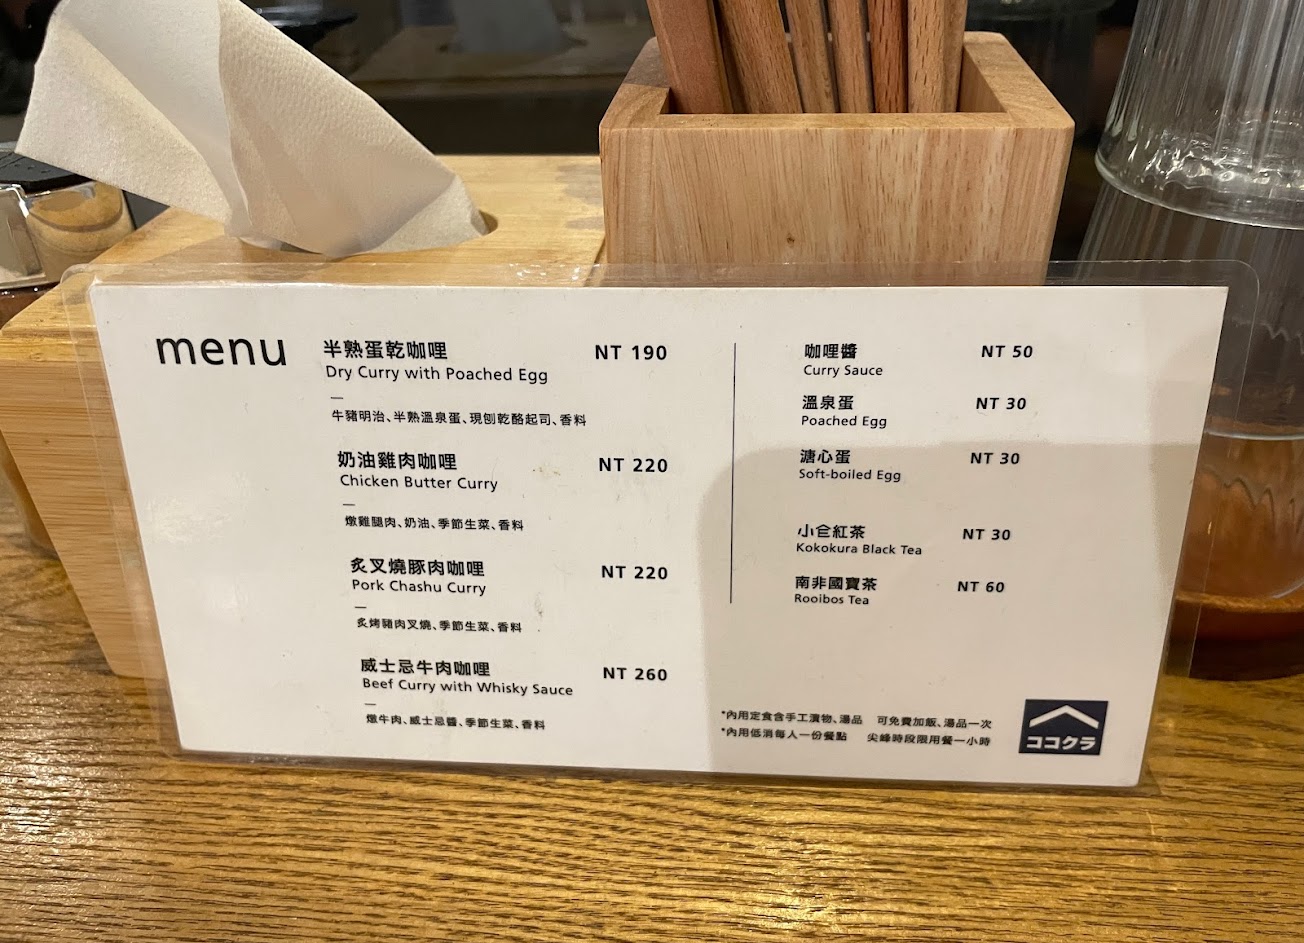 menu
半熟蛋乾咖哩 NT 190
Dry Curry with Poached Egg
牛豬明治、半熟溫泉蛋、現刨乾酪起司、香料
奶油雞肉咖哩 NT 220
Chicken Butter Curry
燉雞腿肉、奶油、季節生菜、香料
炙叉燒豚肉咖哩 NT 220
Pork Chashu Curry
炙烤豬肉叉燒、季節生菜、香料
威士忌牛肉咖哩 NT 260
Beef Curry with Whisky Sauce
燉牛肉、威士忌醬、季節生菜、香料
咖哩醬 NT 50
Curry Sauce
溫泉蛋 NT 30
Poached Egg
溏心蛋 NT 30
Soft-boiled Egg
小仺紅茶 NT 30
Kokokura Black Tea
南非國寶茶 NT 60
Rooibos Tea
*內用定食含手工漬物、湯品 可免費加飯、湯品一次
*內用低消每人一份餐點 尖峰時段限用餐一小時
ココクラ